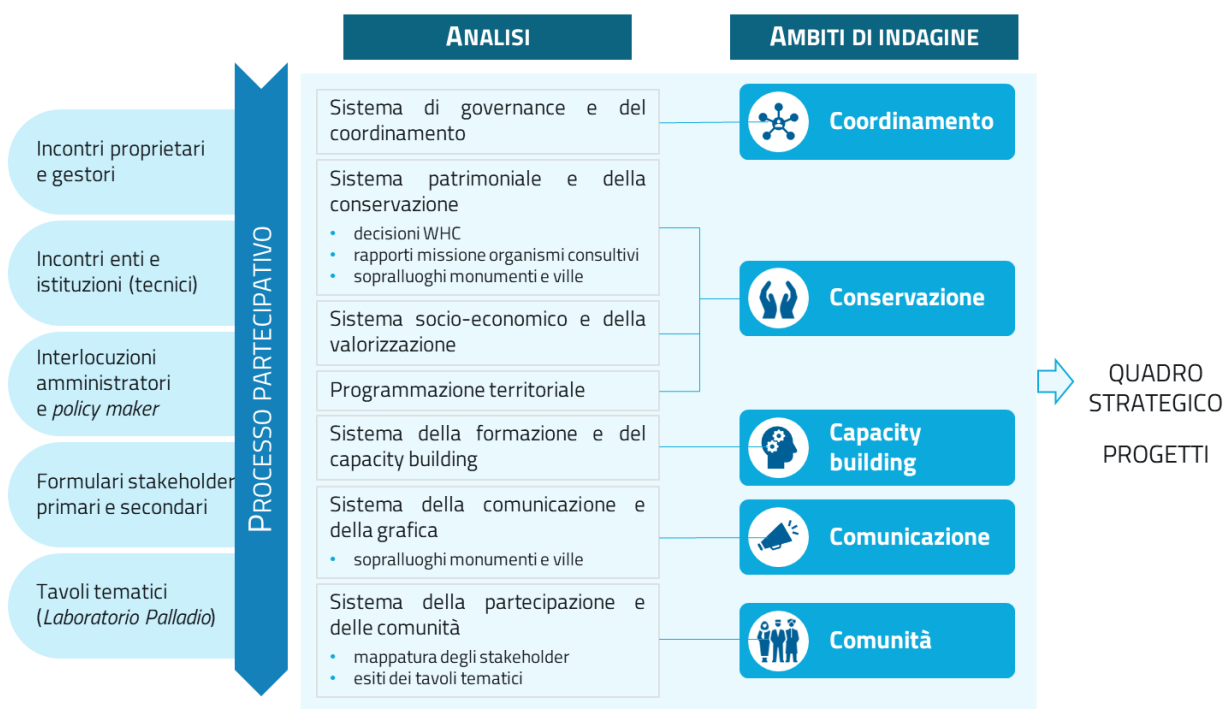 ANALISI
AMBITI DI INDAGINE
Incontri proprietari
e gestori
Incontri enti e
istituzioni (tecnici)
Interlocuzioni
amministratori
e policy maker
Formulari stakeholder
primari e secondari
Tavoli tematici
(Laboratorio Palladio)
PROCESSO PARTECIPATIVO
Sistema di governance e del
coordinamento
Sistema patrimoniale e della
conservazione
• decisioni WHC
• rapporti missione organismi consultivi
• sopralluoghi monumenti e ville
Sistema socio-economico e della
valorizzazione
Programmazione territoriale
Sistema della formazione e del
capacity building
Sistema della comunicazione e
della grafica
• sopralluoghi monumenti e ville
Sistema della partecipazione e
delle comunità
• mappatura degli stakeholder
• esiti dei tavoli tematici
Coordinamento
Conservazione
Capacity
building
Comunicazione
Comunità
QUADRO
STRATEGICO
PROGETTI